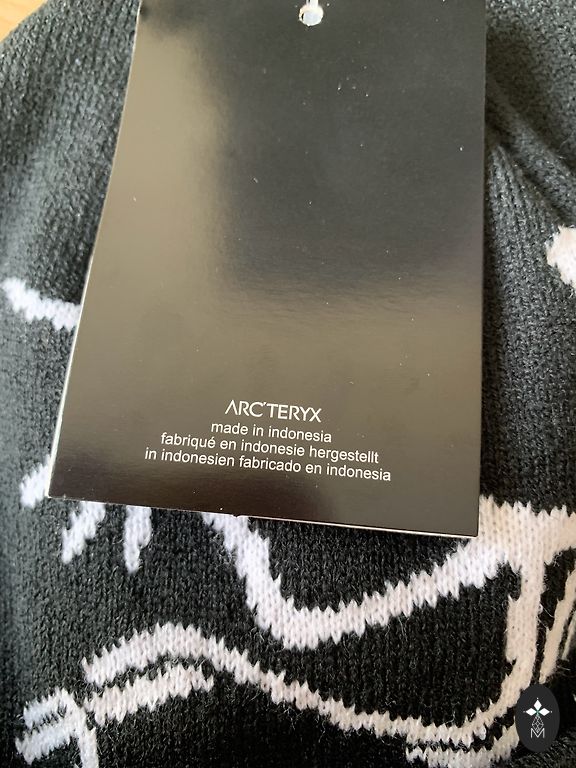 ARC'TERYX
made in indonesia
fabriqué en indonesie hergestellt
in indonesien fabricado en indonesia